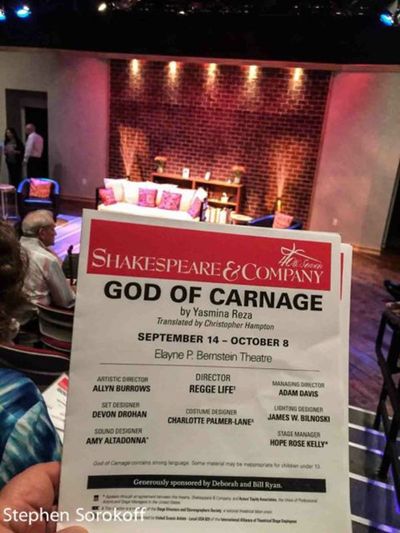 40th Season
SHAKESPEARE & COMPANY
GOD OF CARNAGE
by Yasmina Reza
Translated by Christopher Hampton
SEPTEMBER 14 – OCTOBER 8
Elayne P. Bernstein Theatre
ARTISTIC DIRECTOR
ALLYN BURROWS
DIRECTOR
REGGE LIFE†
MANAGING DIRECTOR
ADAM DAVIS
SET DESIGNER
DEVON DROHAN
COSTUME DESIGNER
CHARLOTTE PALMER-LANE
LIGHTING DESIGNER
JAMES W. BILNOSKI
SOUND DESIGNER
AMY ALTADONNA
STAGE MANAGER
HOPE ROSE KELLY*
God of Carnage contains strong language. Some material may be inappropriate for children under 13.
Generously sponsored by Deborah and Bill Ryan.
Stephen Sorokoff